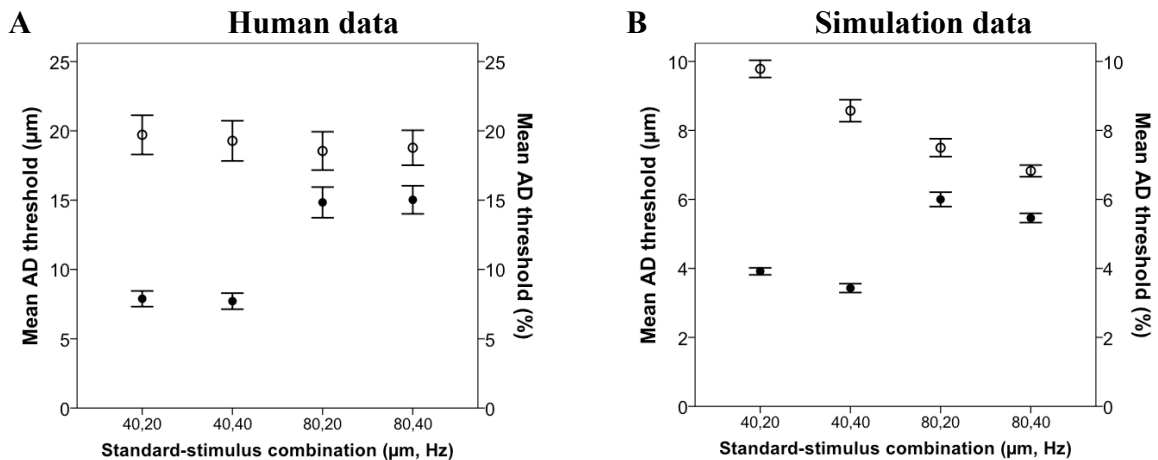 A Human data
Mean AD threshold (µm)
25
20
15
10
5
0
25
20
15
10
5
0
Mean AD threshold (%)
40,20 40,40 80,20 80,40
Standard-stimulus combination (µm, Hz)
B Simulation data
Mean AD threshold (µm)
10
8
6
4
2
0
10
8
6
4
2
0
Mean AD threshold (%)
40,20 40,40 80,20 80,40
Standard-stimulus combination (µm, Hz)